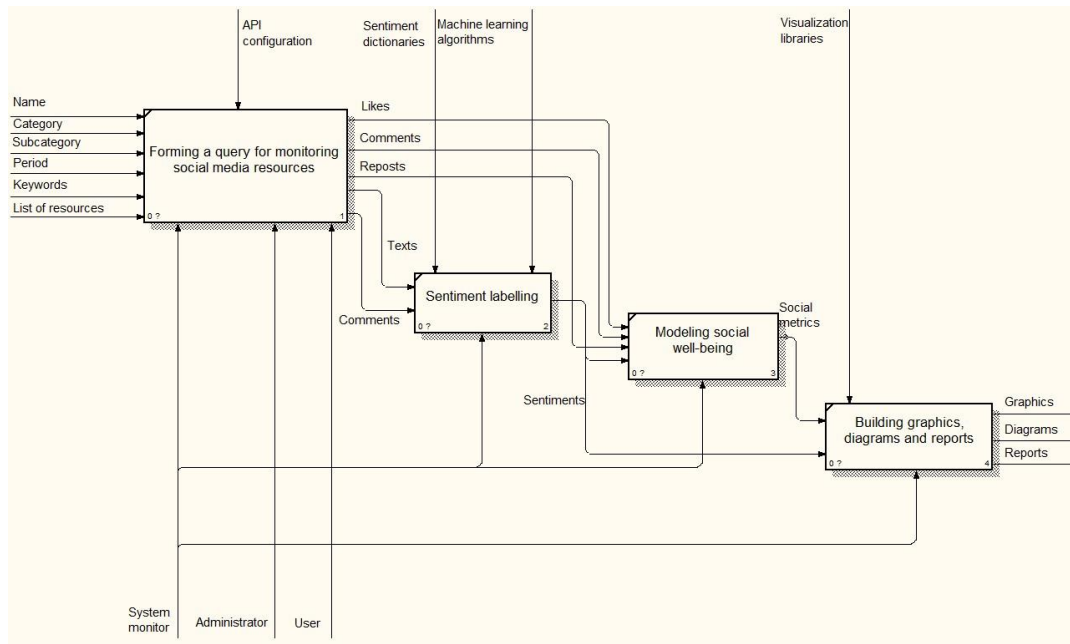 API
configuration
Sentiment
dictionaries
Machine learning
algorithms
Visualization
libraries
Name
Category
Subcategory
Period
Keywords
List of resources
Forming a query for monitoring
social media resources
0 ?
1
Likes
Comments
Reposts
Texts
Comments
Sentiment labelling
0 ?
2
Sentiments
Modeling social
well-being
0 ?
3
Social
metrics
Building graphics,
diagrams and reports
0 ?
4
Graphics
Diagrams
Reports
System
monitor
Administrator
User